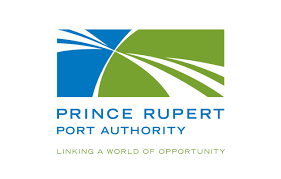 PRINCE RUPERT
PORT AUTHORITY
LINKING A WORLD OF OPPORTUNITY